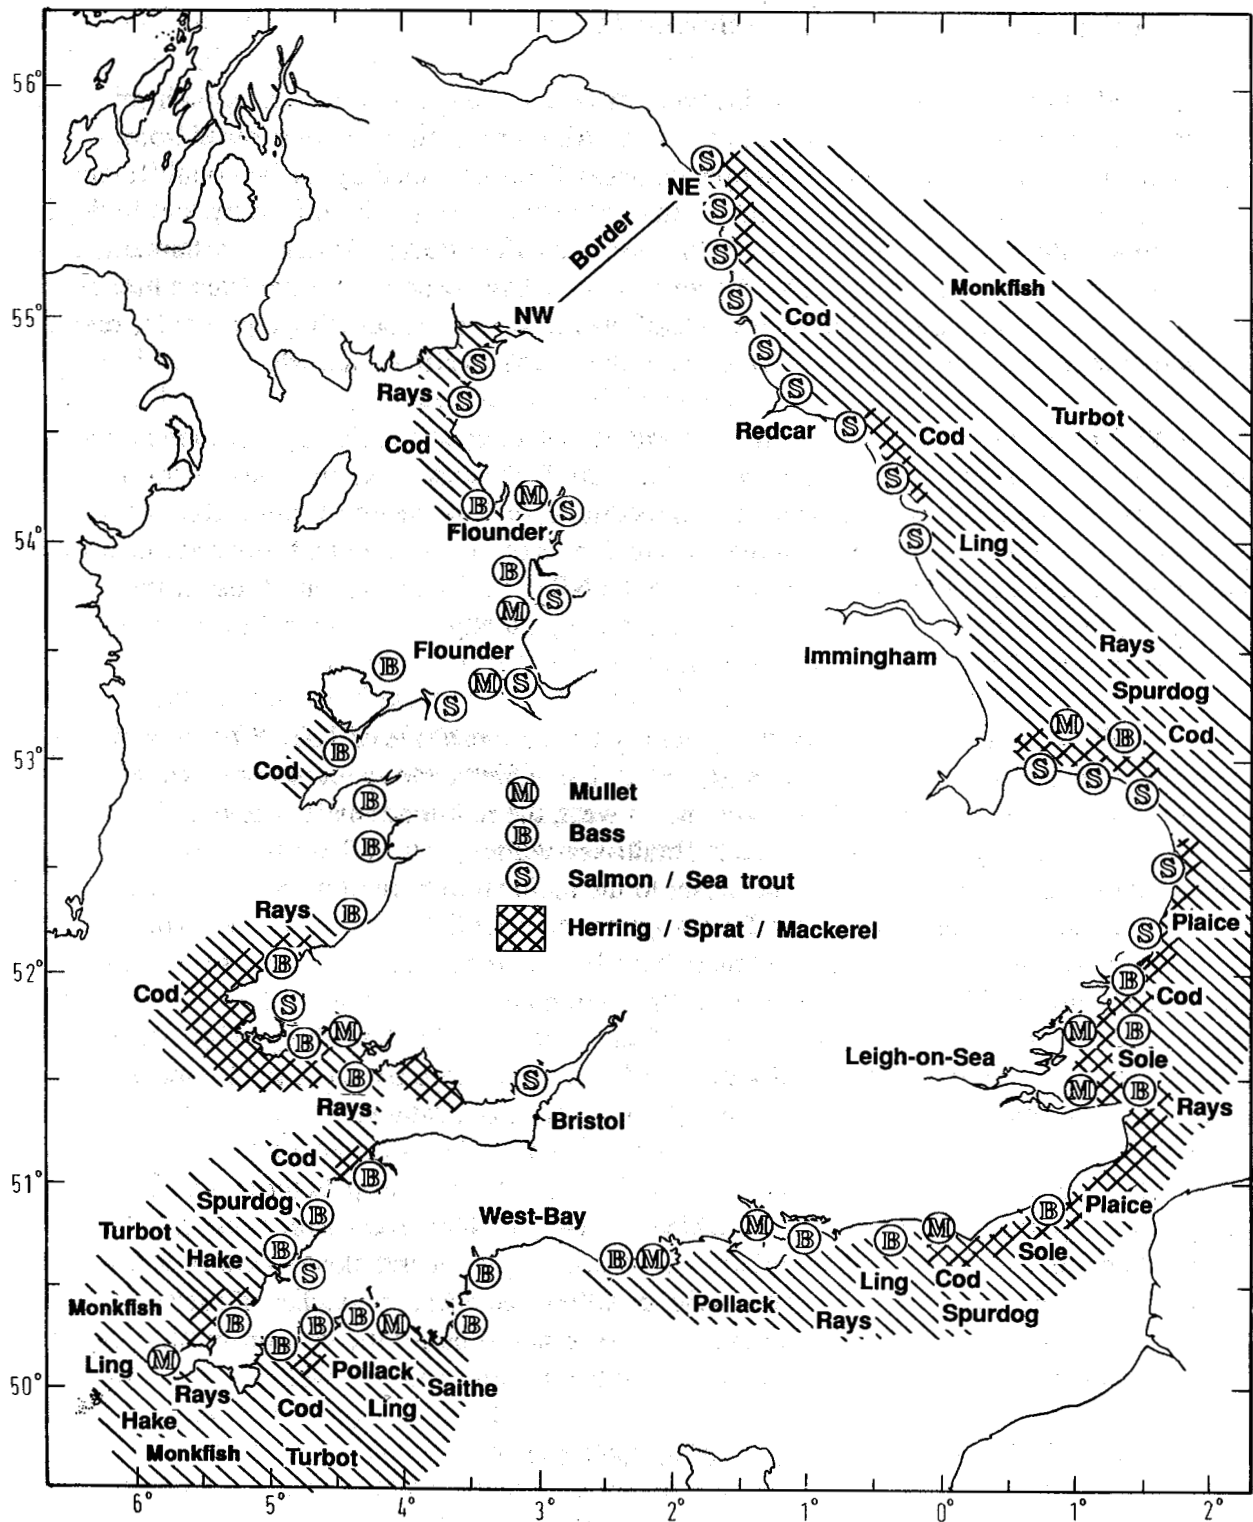 56°
S
NE
S
Border
S
Monkfish
S
55°
NW
Cod
S
S
Rays
S
S
Turbot
Redcar
S
Cod
Cod
S
B
M
S
Flounder
54°
S
Ling
B
S
M
Immingham
Rays
Flounder
B
M
S
Spurdog
S
M
B
Cod
53°
B
Cod
S
S
S
M Mullet
B
B Bass
B
S
S Salmon / Sea trout
Rays
B
Herring / Sprat / Mackerel
Plaice
S
B
52°
Cod
B
Cod
S
M
M
B
B
Leigh-on-Sea
Sole
B
S
M
B
Rays
Rays
Bristol
Cod
51°
B
Spurdog
B
Plaice
Turbot
West-Bay
M
B
M
B
Hake
B
B
Sole
S
B
B
M
Ling
Cod
Monkfish
Pollack
Spurdog
B
B
B
M
B
Rays
B
M
Ling
Pollack
50°
Rays
Saithe
Hake
Cod
Ling
Monkfish
Turbot
6° 5° 4° 3° 2° 1° 0° 1° 2°